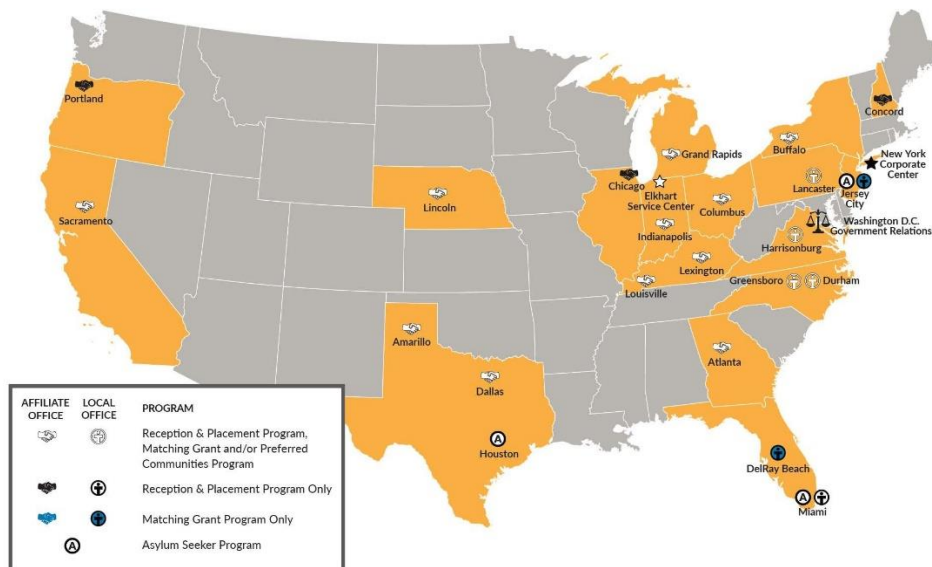 Portland
Concord
Buffalo
New York
Corporate
Center
Grand Rapids
Chicago
Elkhart
Service Center
Lancaster
A
Jersey
City
Lincoln
Columbus
Sacramento
Indianapolis
Washington D.C.
Government Relations
Harrisonburg
Lexington
Louisville
Greensboro
Durham
Amarillo
Atlanta
Dallas
A
Houston
DelRay Beach
A
Miami
AFFILIATE
OFFICE
LOCAL
OFFICE
PROGRAM
Reception & Placement Program,
Matching Grant and/or Preferred
Communities Program
Reception & Placement Program Only
Matching Grant Program Only
A
Asylum Seeker Program